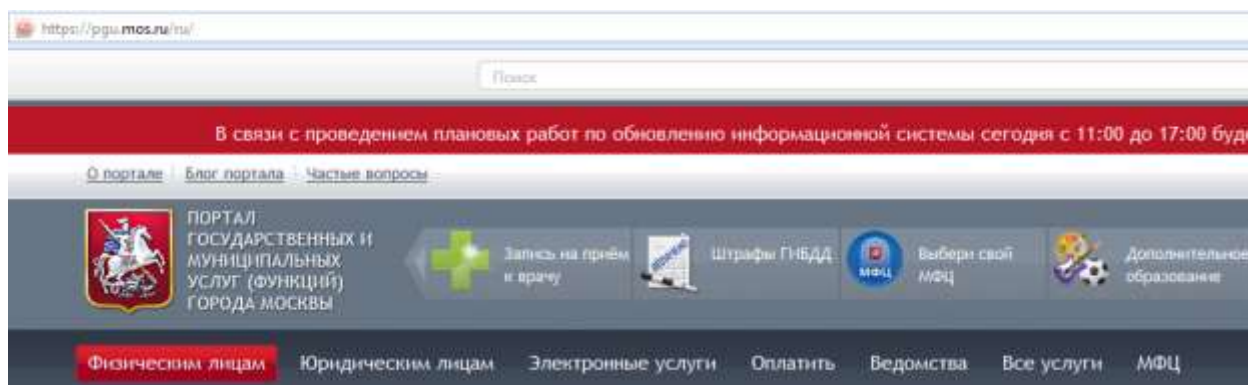 https://pgu.mos.ru/ru/
Поиск
В связи с проведением плановых работ по обновлению информационной системы сегодня с 11:00 до 17:00 буде
О портале Блог портала Частые вопросы
ПОРТАЛ
ГОСУДАРСТВЕННЫХ И
МУНИЦИПАЛЬНЫХ
УСЛУГ (ФУНКЦИЙ)
ГОРОДА МОСКВЫ
Запись на приём
к врачу
Штрафы ГИБДД
МФЦ
Выбери свой
МФЦ
Дополнительное
образование
Физическим лицам Юридическим лицам Электронные услуги Оплатить Ведомства Все услуги МФЦ